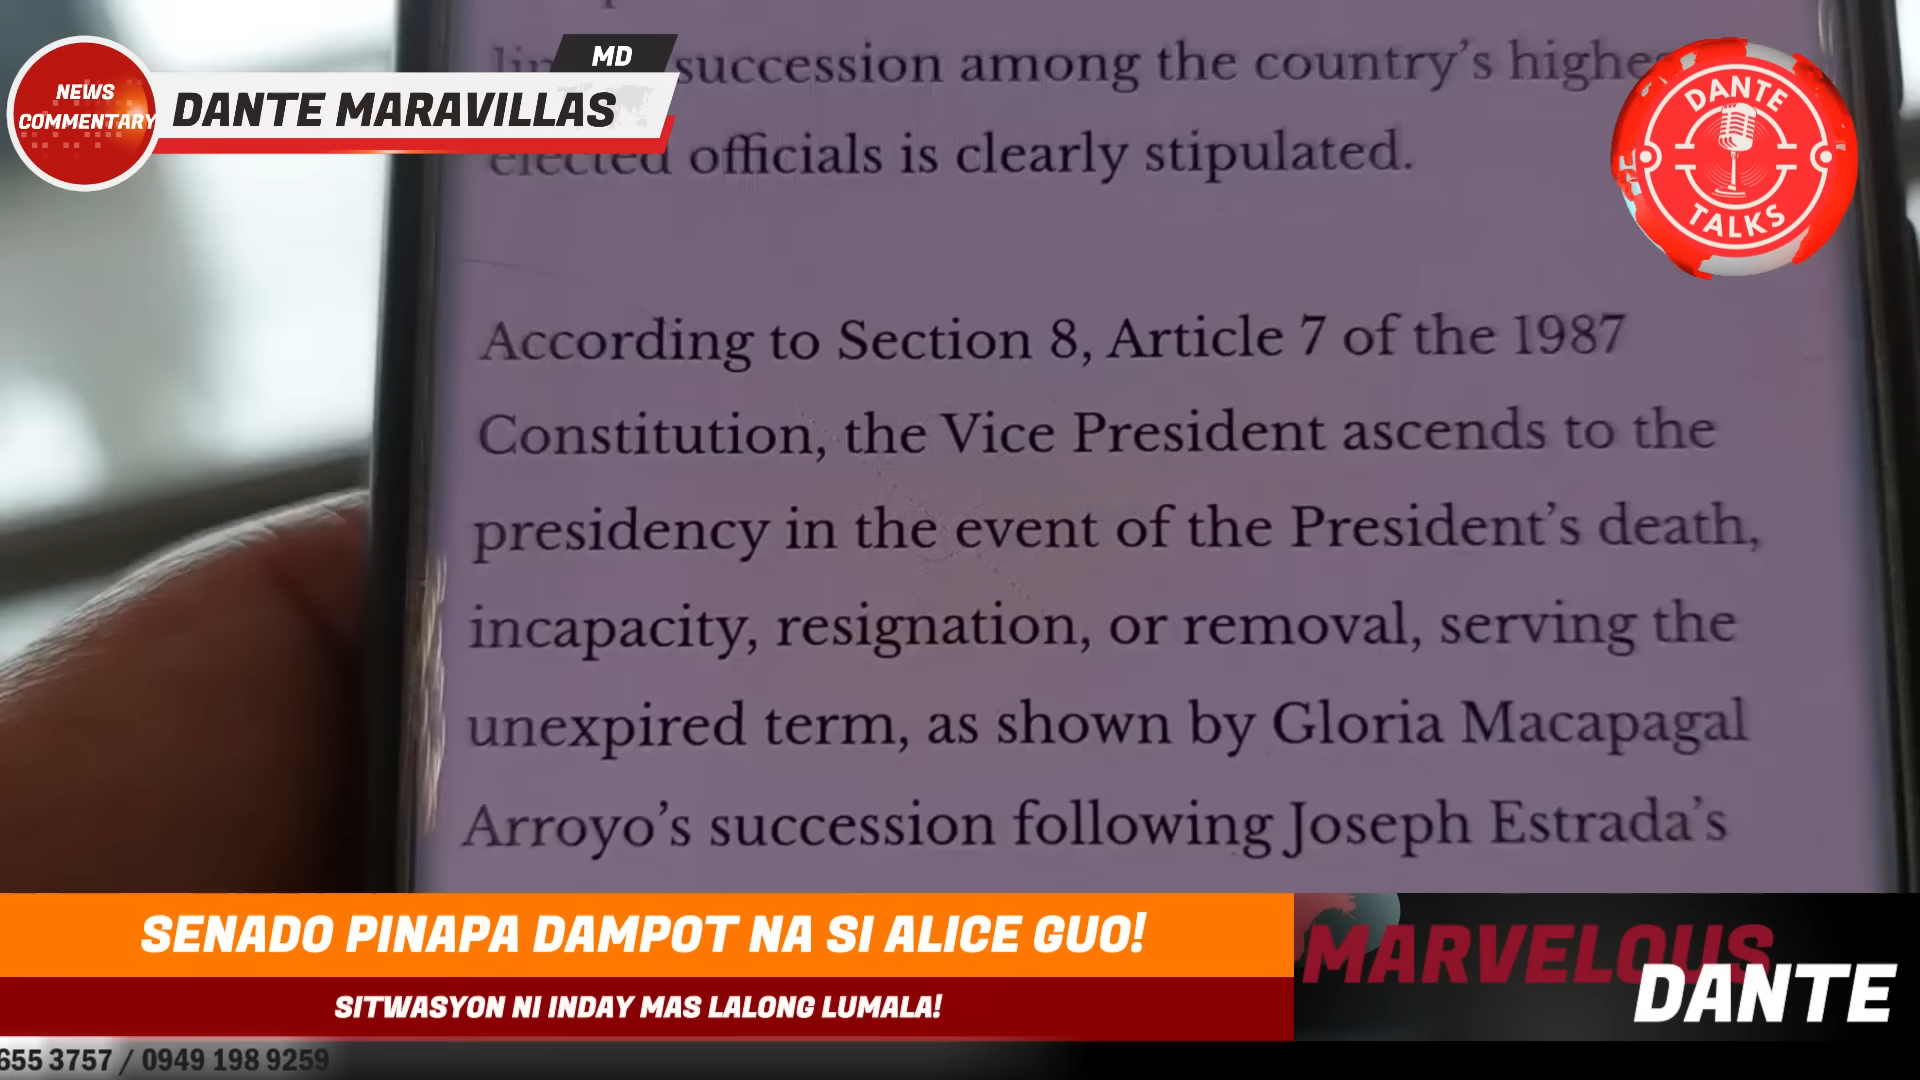 MD
NEWS
COMMENTARY
DANTE MARAVILLAS
DANTE
TALKS
succession among the country's
elected officials is clearly stipulated.
According to Section 8, Article 7 of the 1987
Constitution, the Vice President ascends to the
presidency in the event of the President's death,
incapacity, resignation, or removal, serving the
unexpired term, as shown by Gloria Macapagal
Arroyo's succession following Joseph Estrada's
SENADO PINAPA DAMPOT NA SI ALICE GUO!
SITWASYON NI INDAY MAS LALONG LUMALA!
MARVELOUS
DANTE
655 3757 / 0949 198 9259